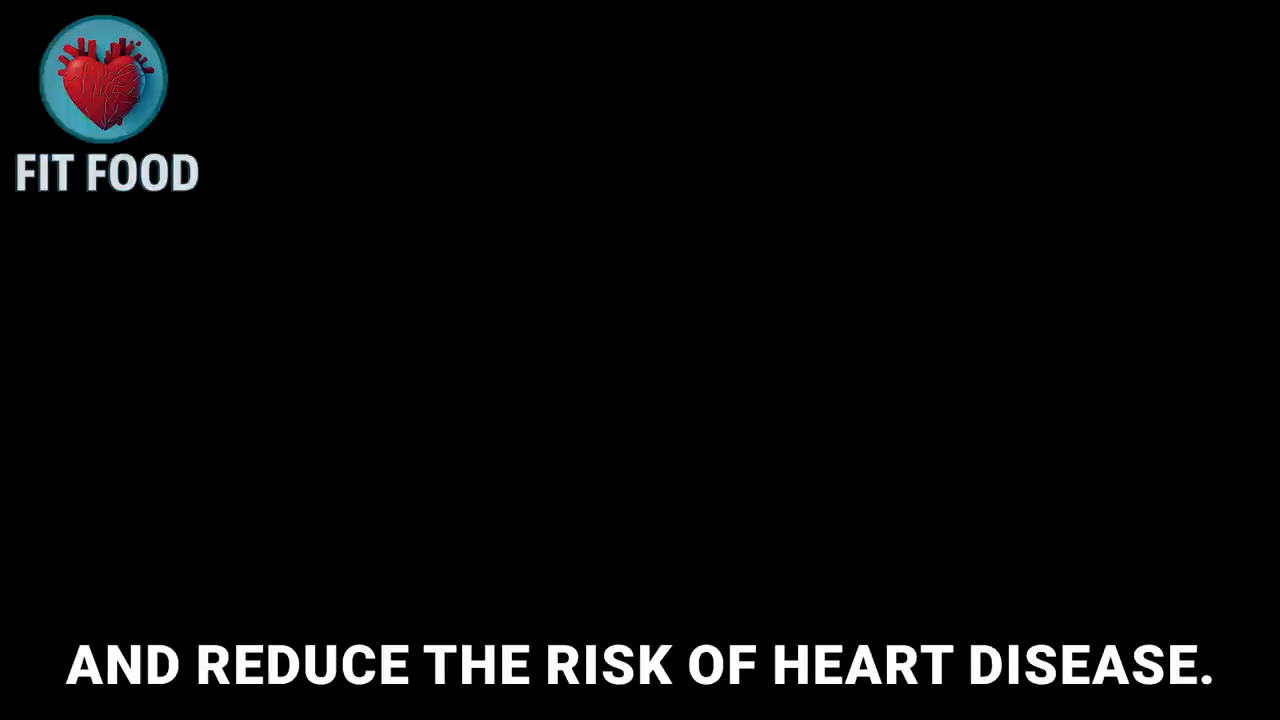 FIT FOOD
AND REDUCE THE RISK OF HEART DISEASE.